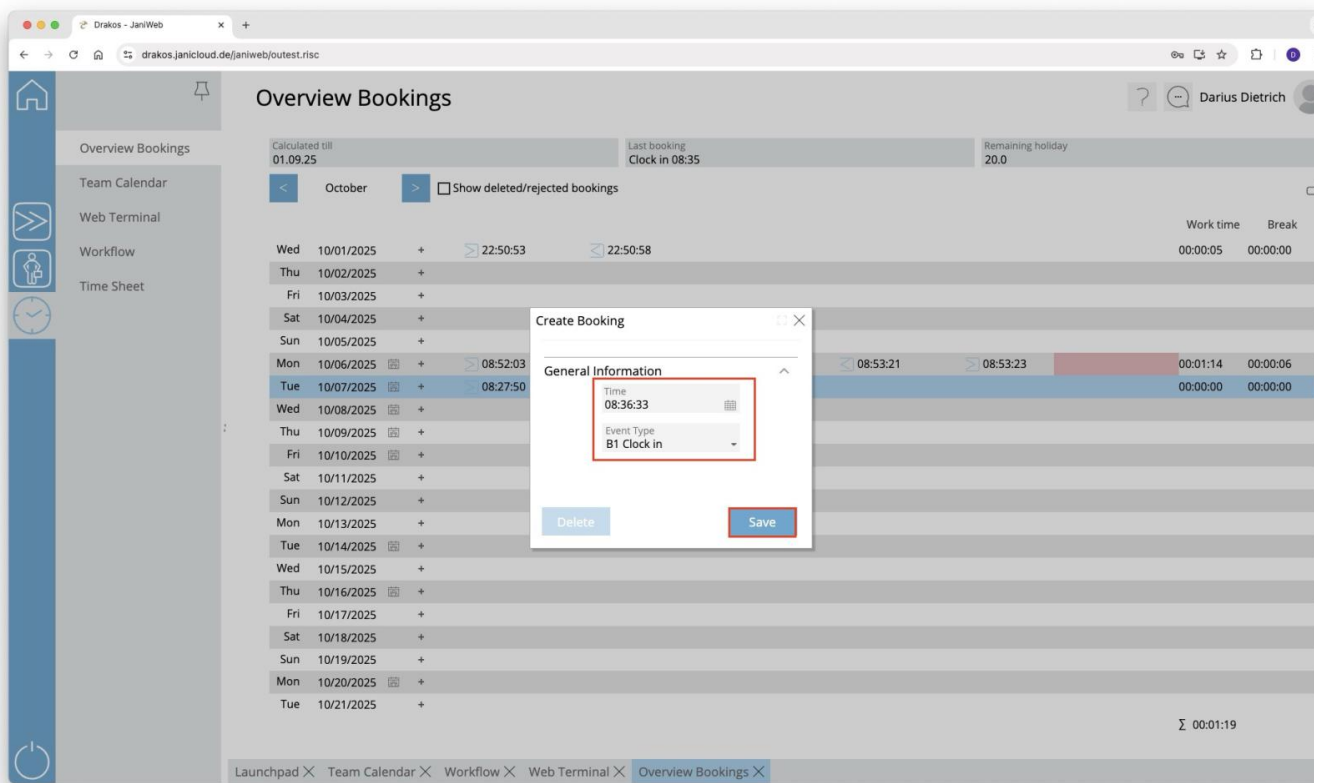 Drakos - JaniWeb
drakos.janicloud.de/janiweb/outest.risc
D
Overview Bookings
? Darius Dietrich
Overview Bookings
Team Calendar
Web Terminal
Workflow
Time Sheet
Calculated till
01.09.25
Last booking
Clock in 08:35
Remaining holiday
20.0
< October > Show deleted/rejected bookings
Work time Break
Wed 10/01/2025 + 22:50:53 22:50:58 00:00:05 00:00:00
Thu 10/02/2025 +
Fri 10/03/2025 +
Sat 10/04/2025 +
Sun 10/05/2025 +
Mon 10/06/2025 + 08:52:03 08:53:21 08:53:23 00:01:14 00:00:06
Tue 10/07/2025 + 08:27:50 00:00:00 00:00:00
Wed 10/08/2025 +
Thu 10/09/2025 +
Fri 10/10/2025 +
Sat 10/11/2025 +
Sun 10/12/2025 +
Mon 10/13/2025 +
Tue 10/14/2025 +
Wed 10/15/2025 +
Thu 10/16/2025 +
Fri 10/17/2025 +
Sat 10/18/2025 +
Sun 10/19/2025 +
Mon 10/20/2025 +
Tue 10/21/2025 +
Σ 00:01:19
Create Booking
General Information
Time
08:36:33
Event Type
B1 Clock in
Delete Save
Launchpad Team Calendar Workflow Web Terminal Overview Bookings